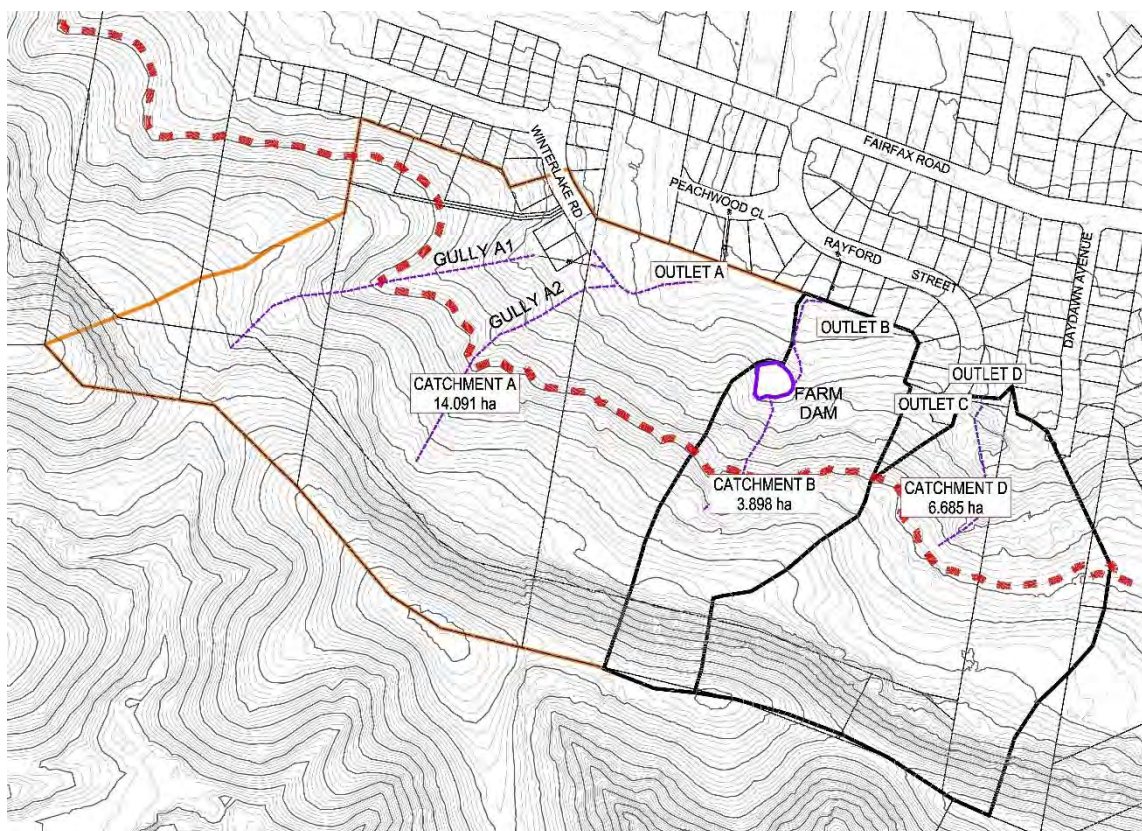 FAIRFAX ROAD
WINTERLAKE RD
PEACHWOOD CL
RAYFORD STREET
DAYDAWN AVENUE
GULLY A1
OUTLET A
GULLY A2
OUTLET B
OUTLET D
CATCHMENT A
14.091 ha
FARM
DAM
OUTLET C
CATCHMENT B
3.898 ha
CATCHMENT D
6.685 ha